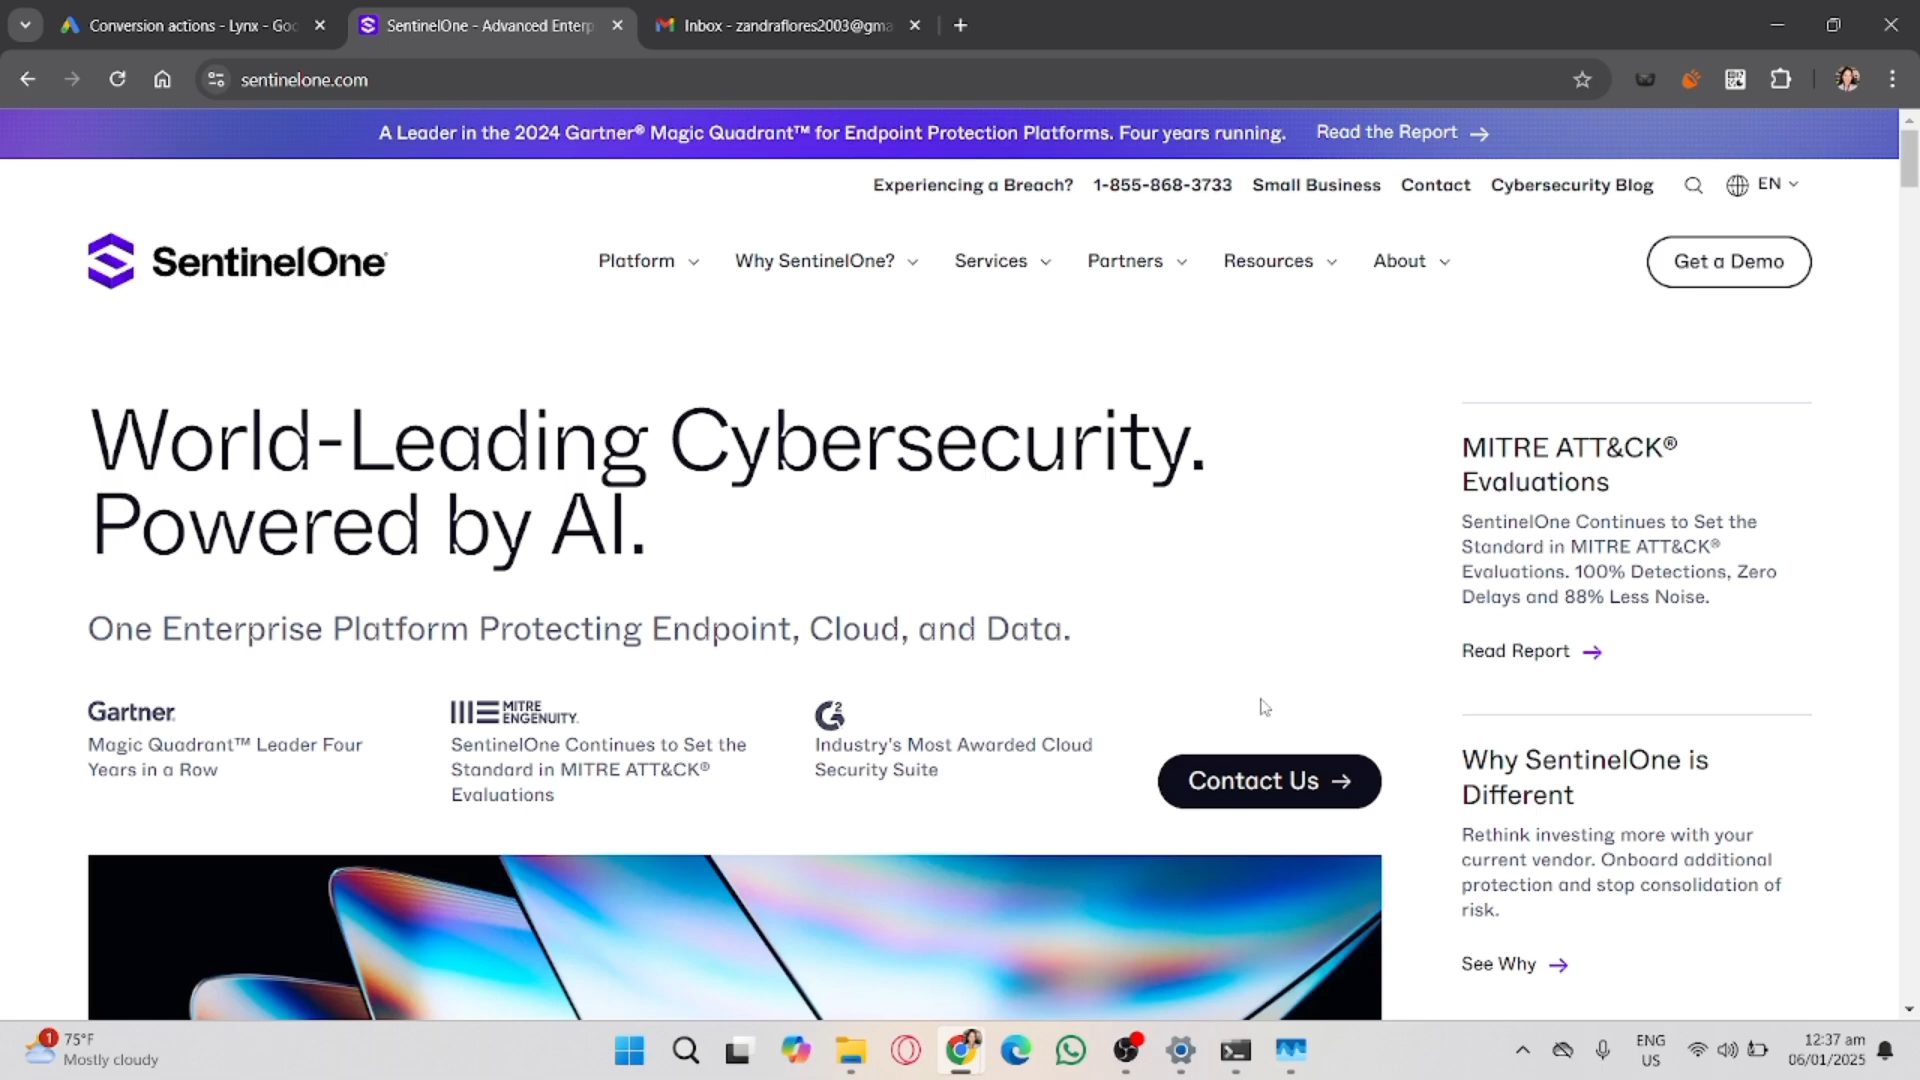 Conversion actions - Lynx - Goo
SentinelOne - Advanced Enterp
Inbox - zandraflores2003@gma
sentinelone.com
A Leader in the 2024 Gartner® Magic Quadrant™ for Endpoint Protection Platforms. Four years running. Read the Report →
Experiencing a Breach? 1-855-868-3733 Small Business Contact Cybersecurity Blog EN
SentinelOne®
Platform Why SentinelOne? Services Partners Resources About Get a Demo
World-Leading Cybersecurity.
Powered by AI.
One Enterprise Platform Protecting Endpoint, Cloud, and Data.
Gartner.
Magic Quadrant™ Leader Four
Years in a Row
MITRE
ENGENUITY.
SentinelOne Continues to Set the
Standard in MITRE ATT&CK®
Evaluations
G2
Industry's Most Awarded Cloud
Security Suite
Contact Us →
MITRE ATT&CK®
Evaluations
SentinelOne Continues to Set the
Standard in MITRE ATT&CK®
Evaluations. 100% Detections, Zero
Delays and 88% Less Noise.
Read Report →
Why SentinelOne is
Different
Rethink investing more with your
current vendor. Onboard additional
protection and stop consolidation of
risk.
See Why →
1
75°F
Mostly cloudy
ENG
US
12:37 am
06/01/2025